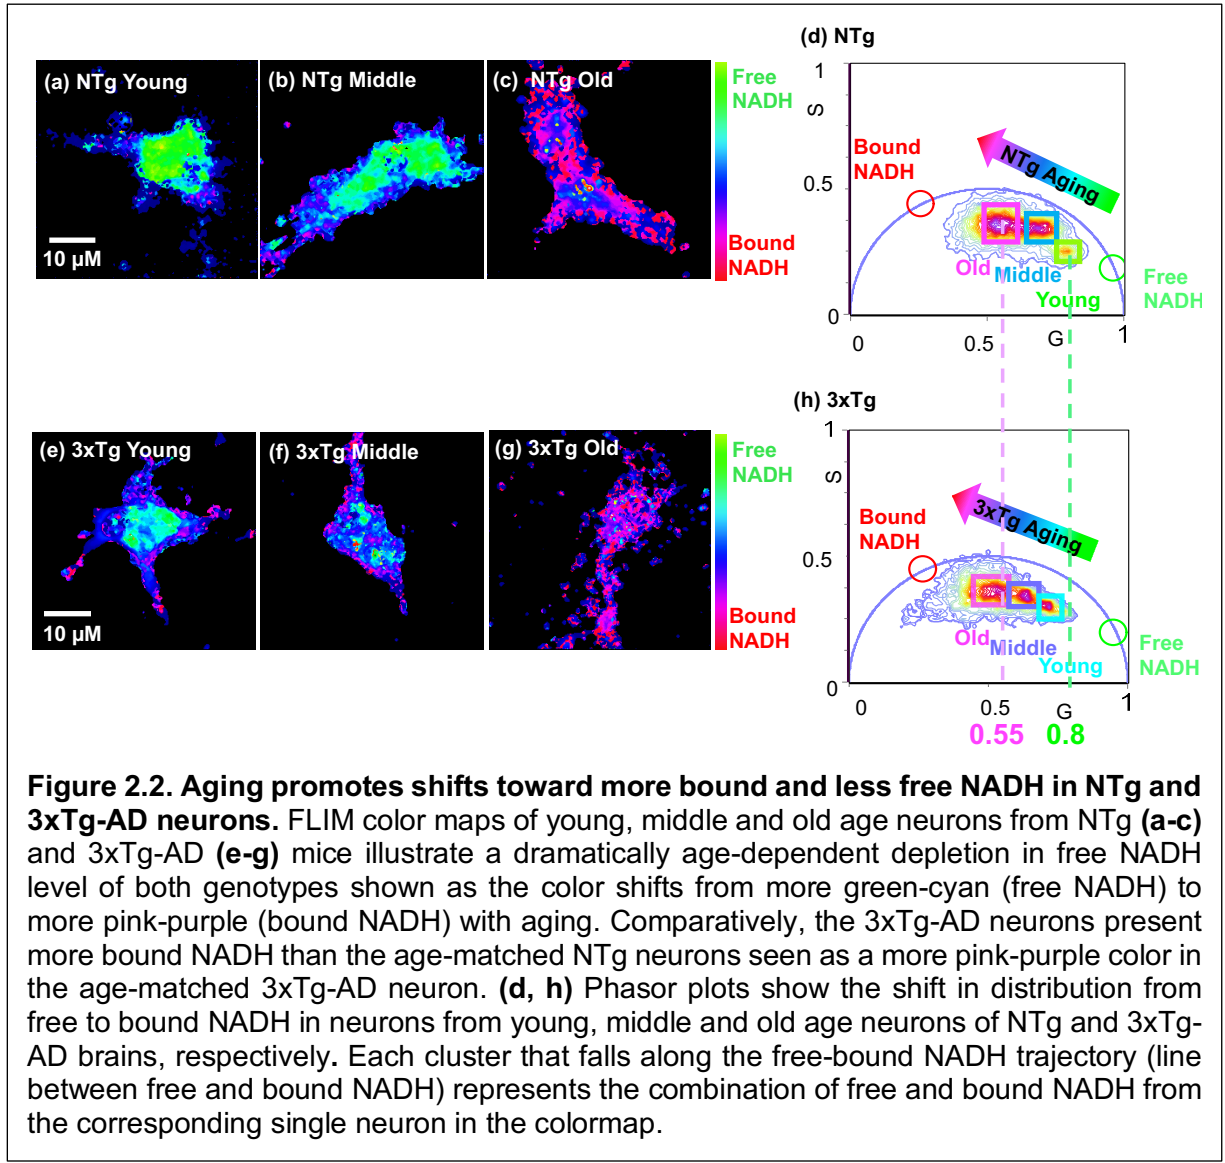 (a) NTg Young
(b) NTg Middle
(c) NTg Old
Free
NADH
Bound
NADH
10 µM
(d) NTg
1
S
0.5
0
Bound
NADH
NTg Aging
Old
Middle
Young
Free
NADH
0
0.5
G
1
(e) 3xTg Young
(f) 3xTg Middle
(g) 3xTg Old
Free
NADH
Bound
NADH
10 µM
(h) 3xTg
1
S
0.5
0
Bound
NADH
3xTg Aging
Old
Middle
Young
Free
NADH
0
0.5
G
1
0.55
0.8
Figure 2.2. Aging promotes shifts toward more bound and less free NADH in NTg and
3xTg-AD neurons. FLIM color maps of young, middle and old age neurons from NTg (a-c)
and 3xTg-AD (e-g) mice illustrate a dramatically age-dependent depletion in free NADH
level of both genotypes shown as the color shifts from more green-cyan (free NADH) to
more pink-purple (bound NADH) with aging. Comparatively, the 3xTg-AD neurons present
more bound NADH than the age-matched NTg neurons seen as a more pink-purple color in
the age-matched 3xTg-AD neuron. (d, h) Phasor plots show the shift in distribution from
free to bound NADH in neurons from young, middle and old age neurons of NTg and 3xTg-
AD brains, respectively. Each cluster that falls along the free-bound NADH trajectory (line
between free and bound NADH) represents the combination of free and bound NADH from
the corresponding single neuron in the colormap.